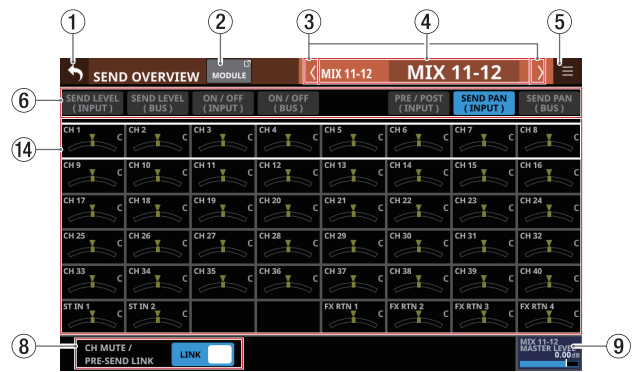 1 2 3 4 5
SEND OVERVIEW MODULE MIX 11-12 MIX 11-12
6
SEND LEVEL (INPUT) SEND LEVEL (BUS) ON / OFF (INPUT) ON / OFF (BUS) PRE / POST (INPUT) SEND PAN (INPUT) SEND PAN (BUS)
14
CH 1 C CH 2 C CH 3 C CH 4 C CH 5 C CH 6 C CH 7 C CH 8 C
CH 9 C CH 10 C CH 11 C CH 12 C CH 13 C CH 14 C CH 15 C CH 16 C
CH 17 C CH 18 C CH 19 C CH 20 C CH 21 C CH 22 C CH 23 C CH 24 C
CH 25 C CH 26 C CH 27 C CH 28 C CH 29 C CH 30 C CH 31 C CH 32 C
CH 33 C CH 34 C CH 35 C CH 36 C CH 37 C CH 38 C CH 39 C CH 40 C
ST IN 1 C ST IN 2 C FX RTN 1 C FX RTN 2 C FX RTN 3 C FX RTN 4 C
8
CH MUTE /
PRE-SEND LINK
LINK
MIX 11-12
MASTER LEVEL
0.00dB
9